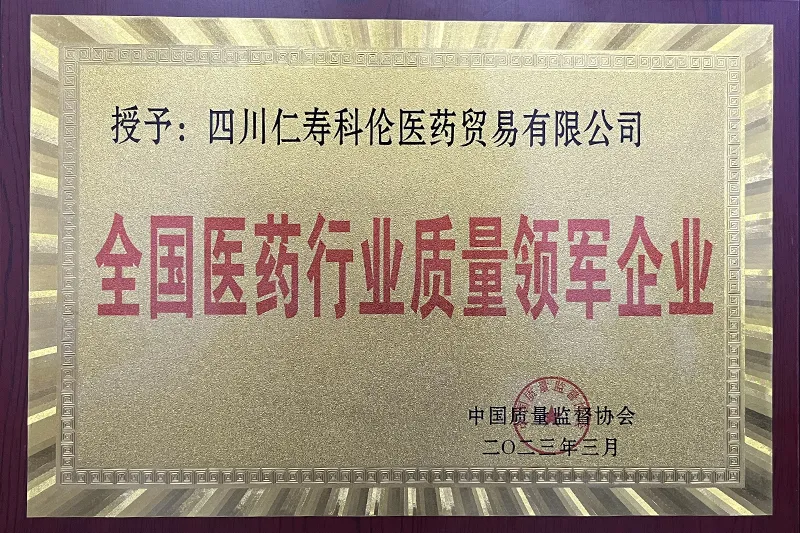 授予：四川仁寿科伦医药贸易有限公司
全国医药行业质量领军企业
中国质量监督协会
二〇二三年三月